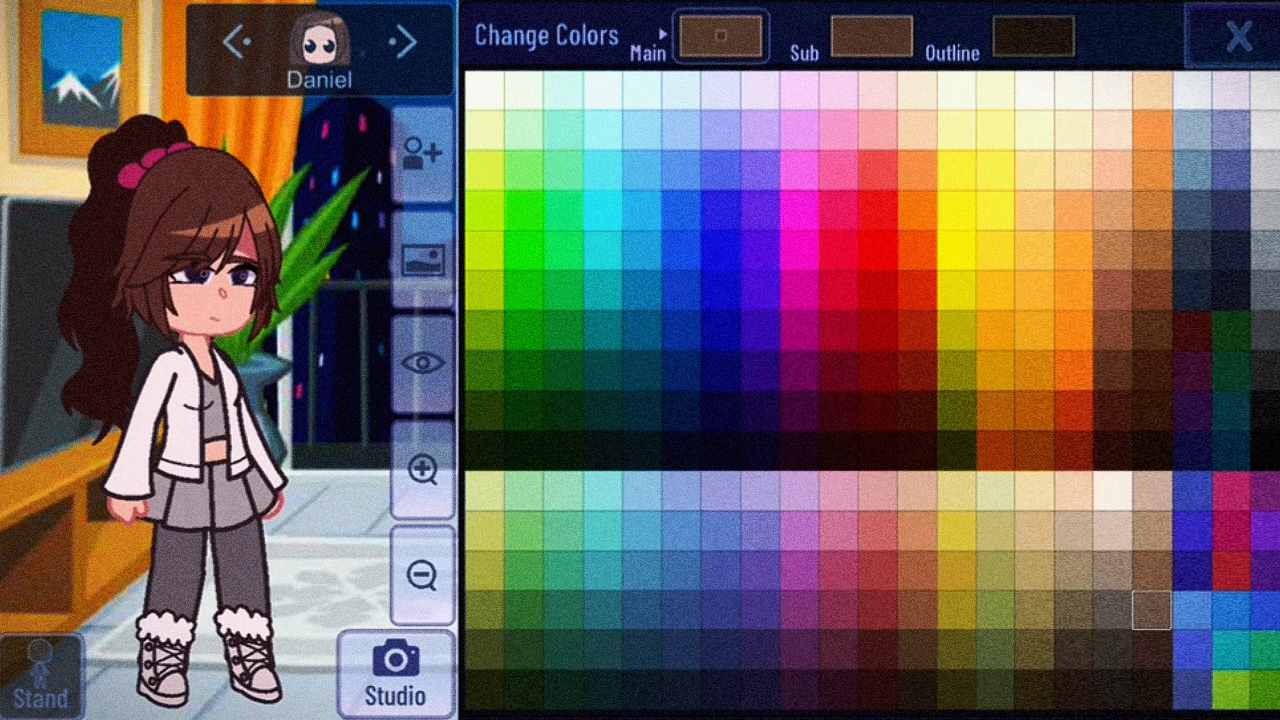 Daniel
Change Colors
Main
Sub
Outline
X
Stand
Studio